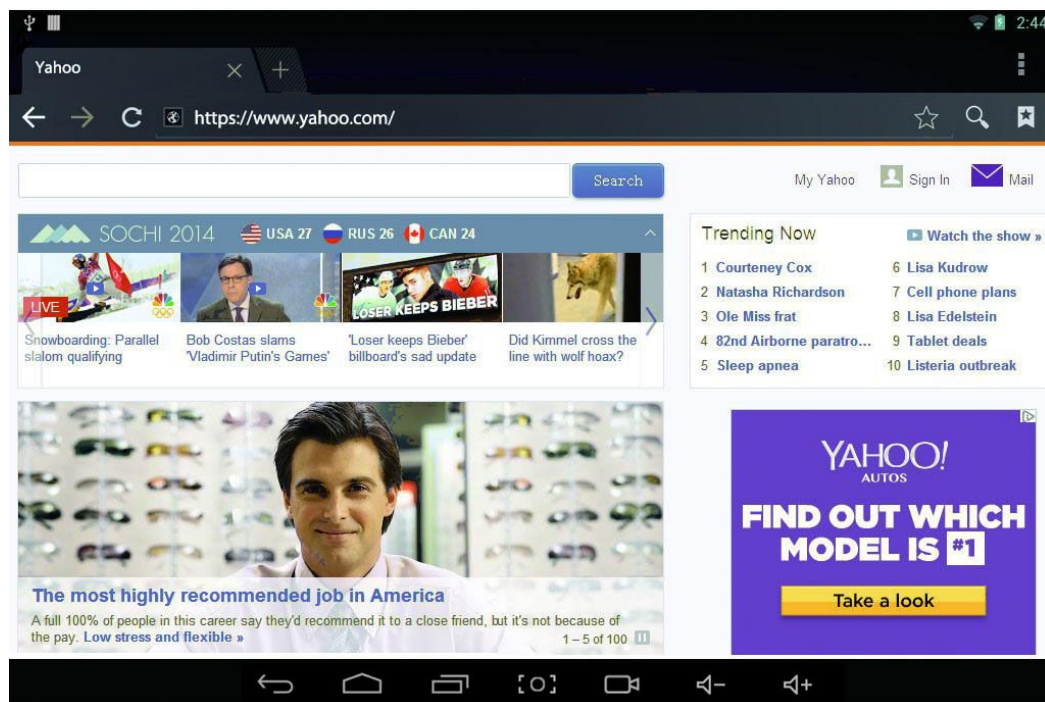 2:44
Yahoo
https://www.yahoo.com/
Search
My Yahoo
Sign In
Mail
SOCHI 2014
USA 27
RUS 26
CAN 24
LIVE
LOSER KEEPS BIEBER
Snowboarding: Parallel
slalom qualifying
Bob Costas slams
'Vladimir Putin's Games'
'Loser keeps Bieber'
billboard's sad update
Did Kimmel cross the
line with wolf hoax?
Trending Now
Watch the show »
1 Courteney Cox
2 Natasha Richardson
3 Ole Miss frat
4 82nd Airborne paratro...
5 Sleep apnea
6 Lisa Kudrow
7 Cell phone plans
8 Lisa Edelstein
9 Tablet deals
10 Listeria outbreak
The most highly recommended job in America
A full 100% of people in this career say they'd recommend it to a close friend, but it's not because of
the pay. Low stress and flexible »
1 – 5 of 100
YAHOO!
AUTOS
FIND OUT WHICH
MODEL IS #1
Take a look